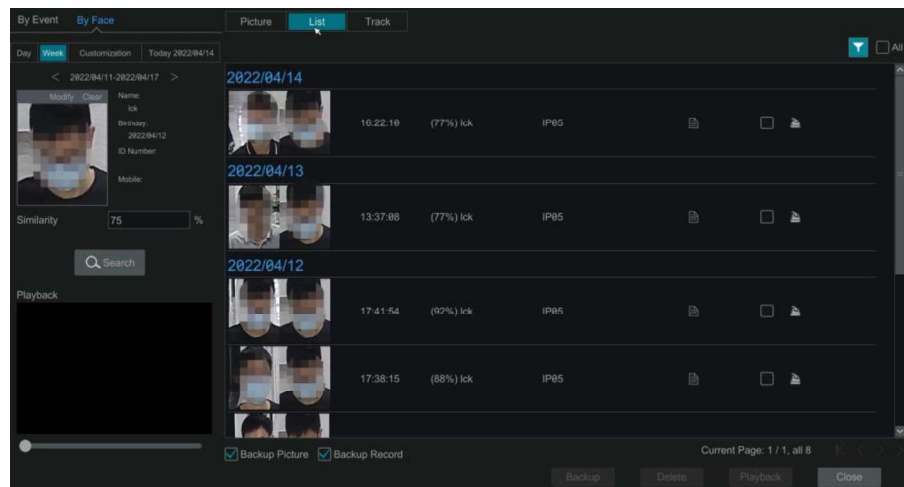 By Event By Face
Picture List Track
Day Week Customization Today 2022/04/14
All
< 2022/04/11-2022/04/17 >
Modify Clear
Name:
lck
Birthday:
2022/04/12
ID Number:
Mobile:
Similarity 75 %
Search
Playback
2022/04/14
16:22:10 (77%) lck IP05
2022/04/13
13:37:08 (77%) lck IP05
2022/04/12
17:41:54 (92%) lck IP05
17:38:15 (88%) lck IP05
Backup Picture Backup Record
Current Page: 1 / 1, all 8
Backup Delete Playback Close